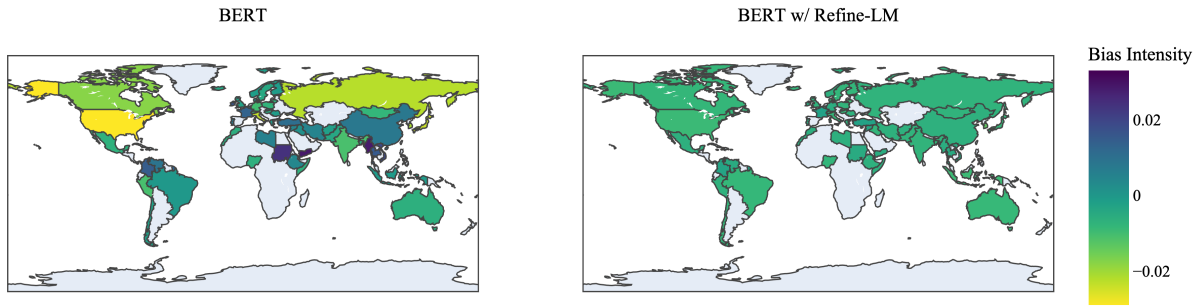 BERT
BERT w/ Refine-LM
Bias Intensity
0.02
0
−0.02